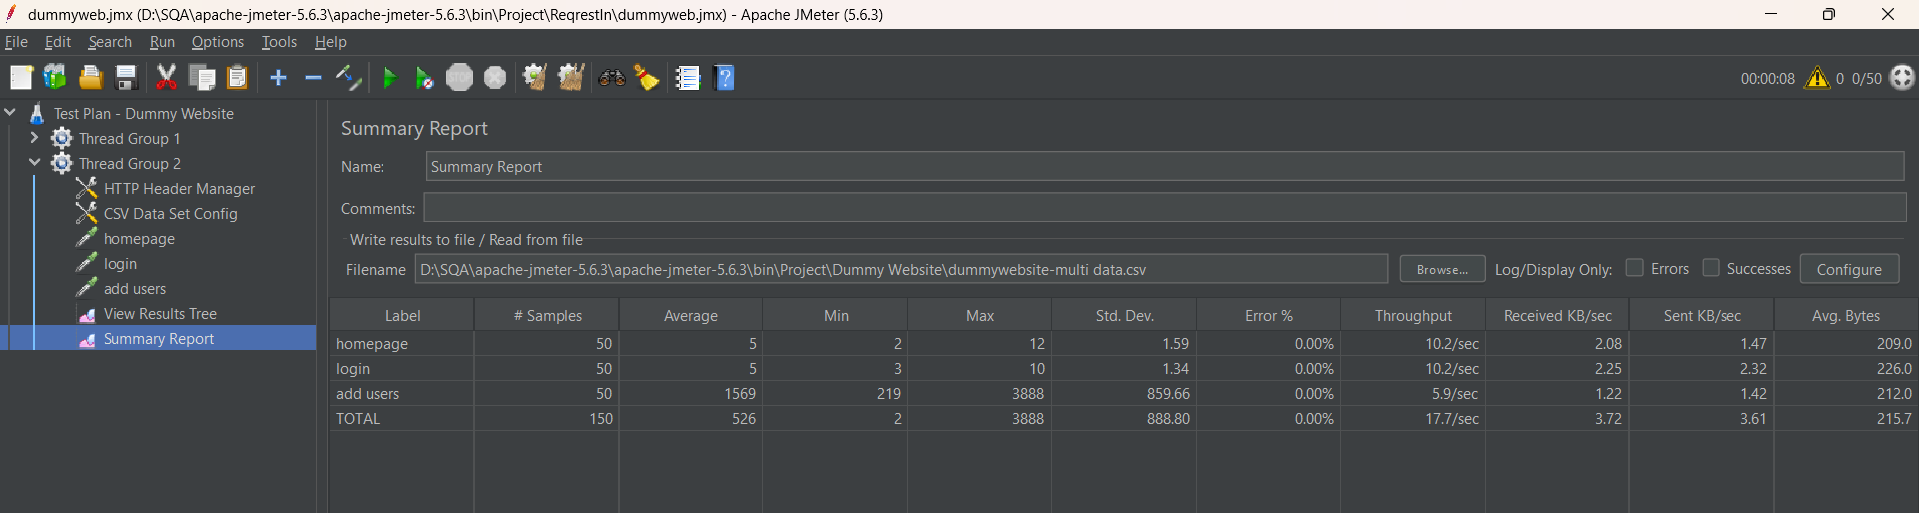 dummyweb.jmx (D:\SQA\apache-jmeter-5.6.3\apache-jmeter-5.6.3\bin\Project\ReqrestIn\dummyweb.jmx) - Apache JMeter (5.6.3)
File Edit Search Run Options Tools Help
STOP ? 00:00:08 0 0/50
Test Plan - Dummy Website
Thread Group 1
Thread Group 2
HTTP Header Manager
CSV Data Set Config
homepage
login
add users
View Results Tree
Summary Report
Summary Report
Name: Summary Report
Comments:
Write results to file / Read from file
Filename D:\SQA\apache-jmeter-5.6.3\apache-jmeter-5.6.3\bin\Project\Dummy Website\dummywebsite-multi data.csv Browse... Log/Display Only: Errors Successes Configure
Label # Samples Average Min Max Std. Dev. Error % Throughput Received KB/sec Sent KB/sec Avg. Bytes
homepage 50 5 2 12 1.59 0.00% 10.2/sec 2.08 1.47 209.0
login 50 5 3 10 1.34 0.00% 10.2/sec 2.25 2.32 226.0
add users 50 1569 219 3888 859.66 0.00% 5.9/sec 1.22 1.42 212.0
TOTAL 150 526 2 3888 888.80 0.00% 17.7/sec 3.72 3.61 215.7